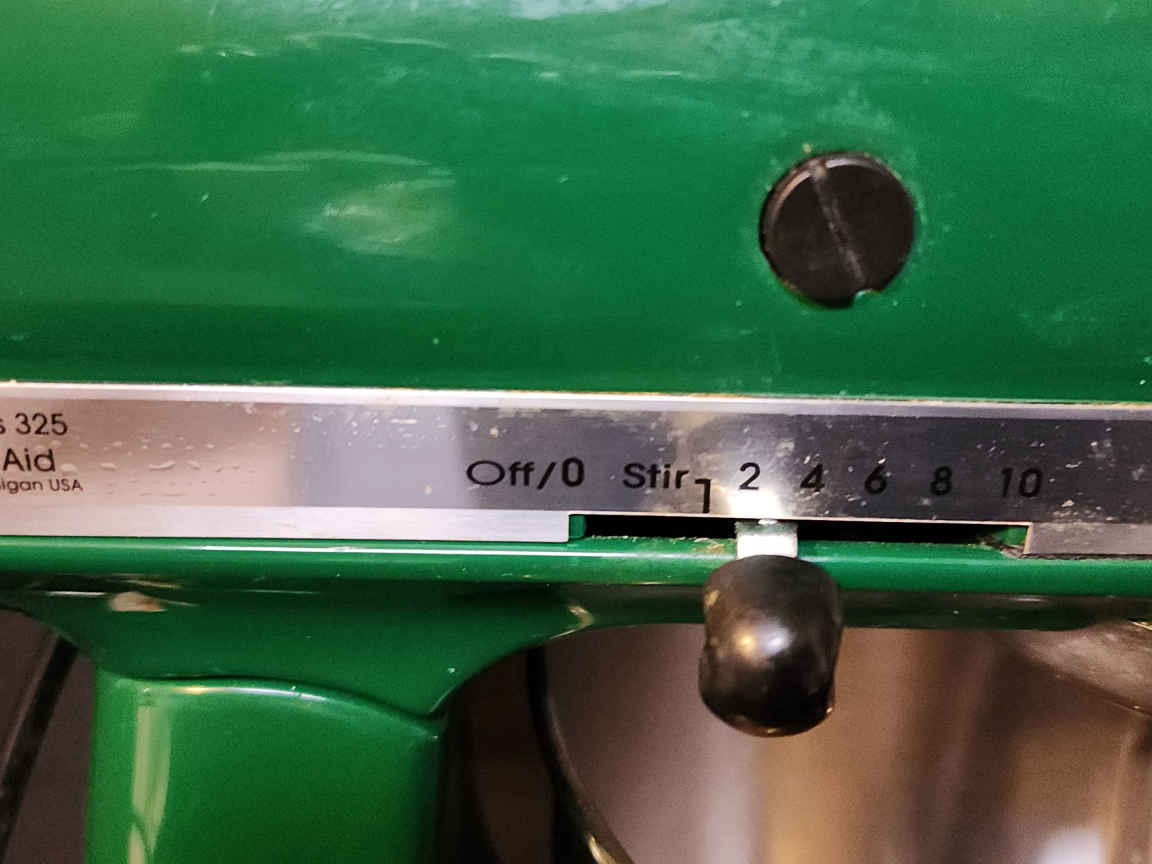 s 325
Aid
igan USA
Off/0 Stir 1 2 4 6 8 10